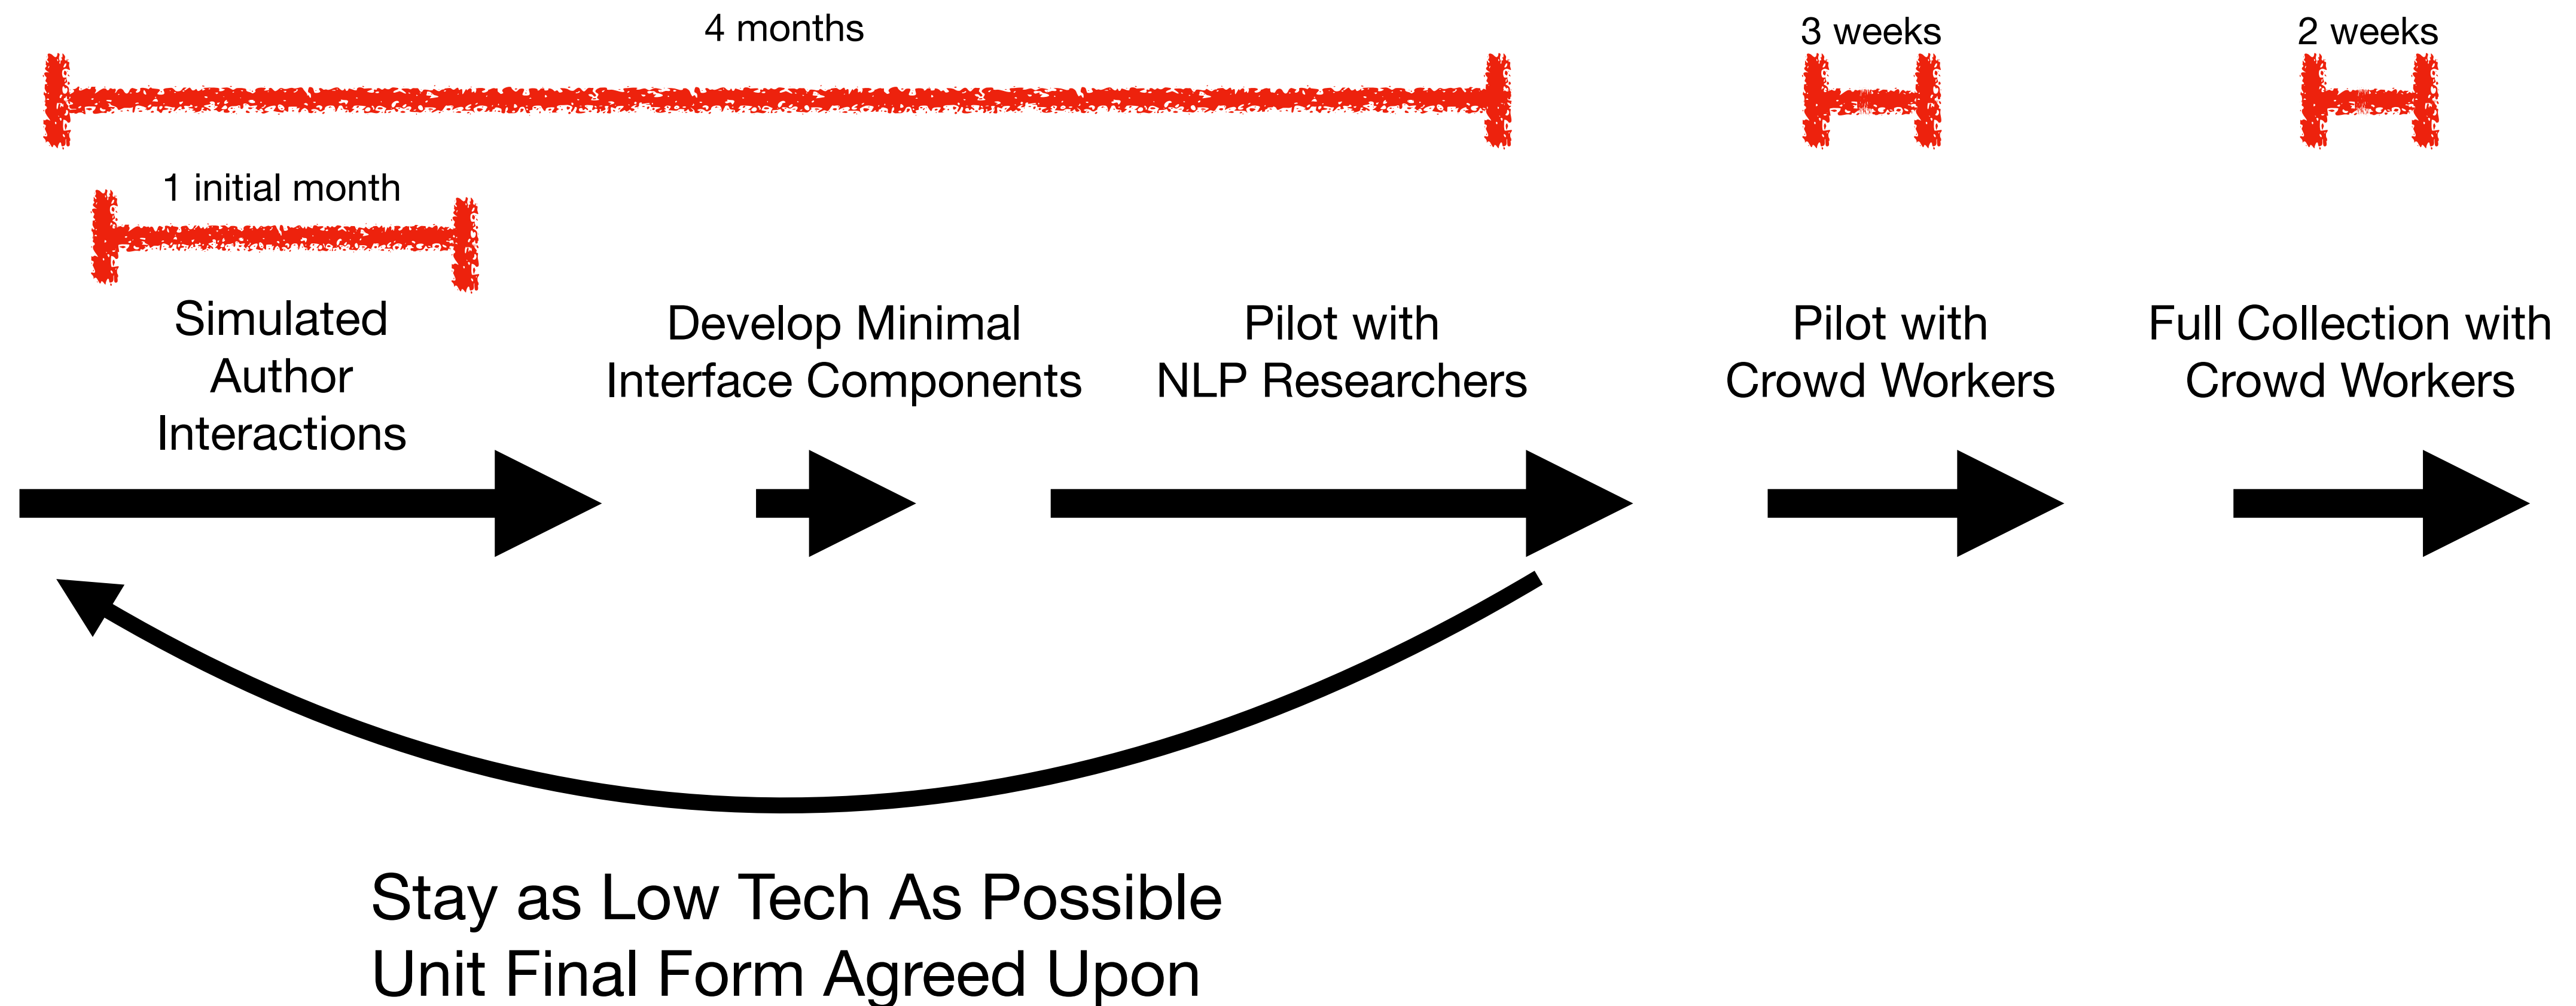 4 months
3 weeks
2 weeks
1 initial month
Simulated
Author
Interactions
Develop Minimal
Interface Components
Pilot with
NLP Researchers
Pilot with
Crowd Workers
Full Collection with
Crowd Workers
Stay as Low Tech As Possible
Unit Final Form Agreed Upon